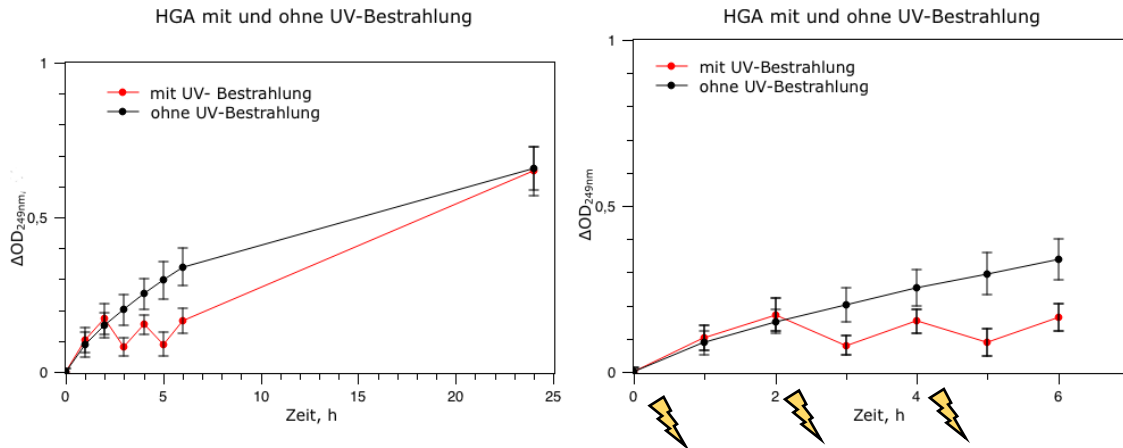 HGA mit und ohne UV-Bestrahlung
1
mit UV- Bestrahlung
ohne UV-Bestrahlung
ΔOD249nm,
0,5
0
0 5 10 15 20 25
Zeit, h
HGA mit und ohne UV-Bestrahlung
1
mit UV-Bestrahlung
ohne UV-Bestrahlung
ΔOD249nm
0,5
0
0 2 4 6
Zeit, h